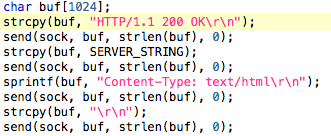 char buf[1024];
strcpy(buf, "HTTP/1.1 200 OK\r\n");
send(sock, buf, strlen(buf), 0);
strcpy(buf, SERVER_STRING);
send(sock, buf, strlen(buf), 0);
sprintf(buf, "Content-Type: text/html\r\n");
send(sock, buf, strlen(buf), 0);
strcpy(buf, "\r\n");
send(sock, buf, strlen(buf), 0);